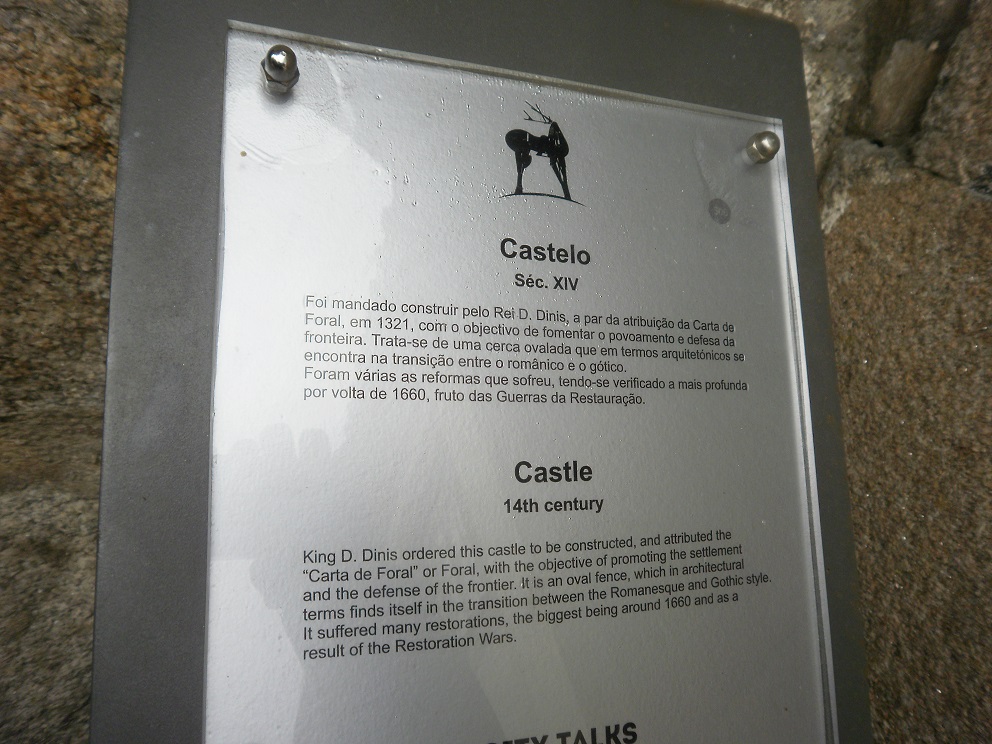 Castelo
Séc. XIV
Foi mandado construir pelo Rei D. Dinis, a par da atribuição da Carta de
Foral, em 1321, com o objectivo de fomentar o povoamento e defesa da
fronteira. Trata-se de uma cerca ovalada que em termos arquitetónicos se
encontra na transição entre o românico e o gótico.
Foram várias as reformas que sofreu, tendo-se verificado a mais profunda
por volta de 1660, fruto das Guerras da Restauração.
Castle
14th century
King D. Dinis ordered this castle to be constructed, and attributed the
“Carta de Foral” or Foral, with the objective of promoting the settlement
and the defense of the frontier. It is an oval fence, which in architectural
terms finds itself in the transition between the Romanesque and Gothic style.
It suffered many restorations, the biggest being around 1660 and as a
result of the Restoration Wars.
TALKS